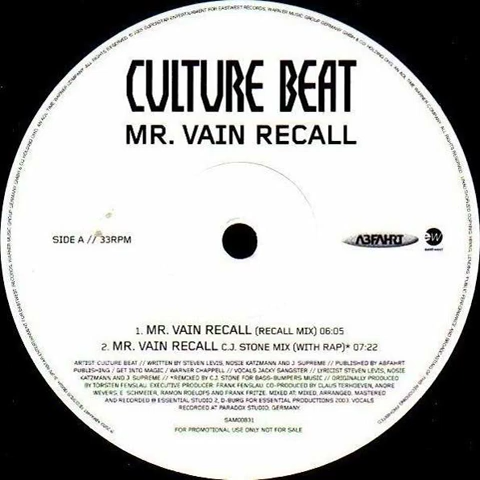 CULTURE BEAT
MR. VAIN RECALL
SIDE A // 33RPM
ABFAHRT
ew
1. MR. VAIN RECALL (RECALL MIX) 06:05
2. MR. VAIN RECALL C.J. STONE MIX (WITH RAP)* 07:22
ARTIST CULTURE BEAT // WRITTEN BY STEVEN LEVIS, NOSIE KATZMANN AND J. SUPREME // PUBLISHED BY ABFAHRT
PUBLISHING / GET INTO MAGIC / WARNER CHAPPELL // VOCALS JACKY SANGSTER // LYRICIST STEVEN LEVIS, NOSIE
KATZMANN AND J. SUPREME // *REMIXED BY C.J. STONE FOR BASS-BUMPERS MUSIC // ORIGINALLY PRODUCED
BY TORSTEN FENSLAU. EXECUTIVE PRODUCER: FRANK FENSLAU. CO-PRODUCED BY CLAUS TERHOEVEN, ANDRE
WEVERS, E. SCHMEIER, RAMON ROELOFS AND FRANK FRITZE. MIXED AT MIXED, ARRANGED, MASTERED
AND RECORDED @ ESSENTIAL STUDIO 2, D-BURG FOR ESSENTIAL PRODUCTIONS 2003. VOCALS
RECORDED AT PARADOX STUDIO, GERMANY.
SAM00831
FOR PROMOTIONAL USE ONLY NOT FOR SALE